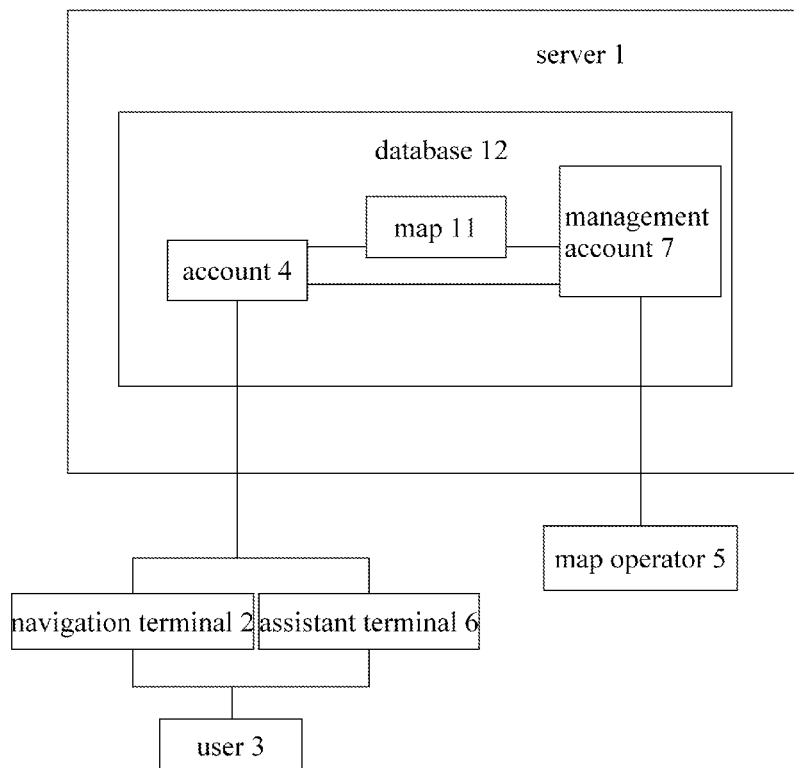 server 1
database 12
map 11
management
account 7
account 4
map operator 5
navigation terminal 2
assistant terminal 6
user 3